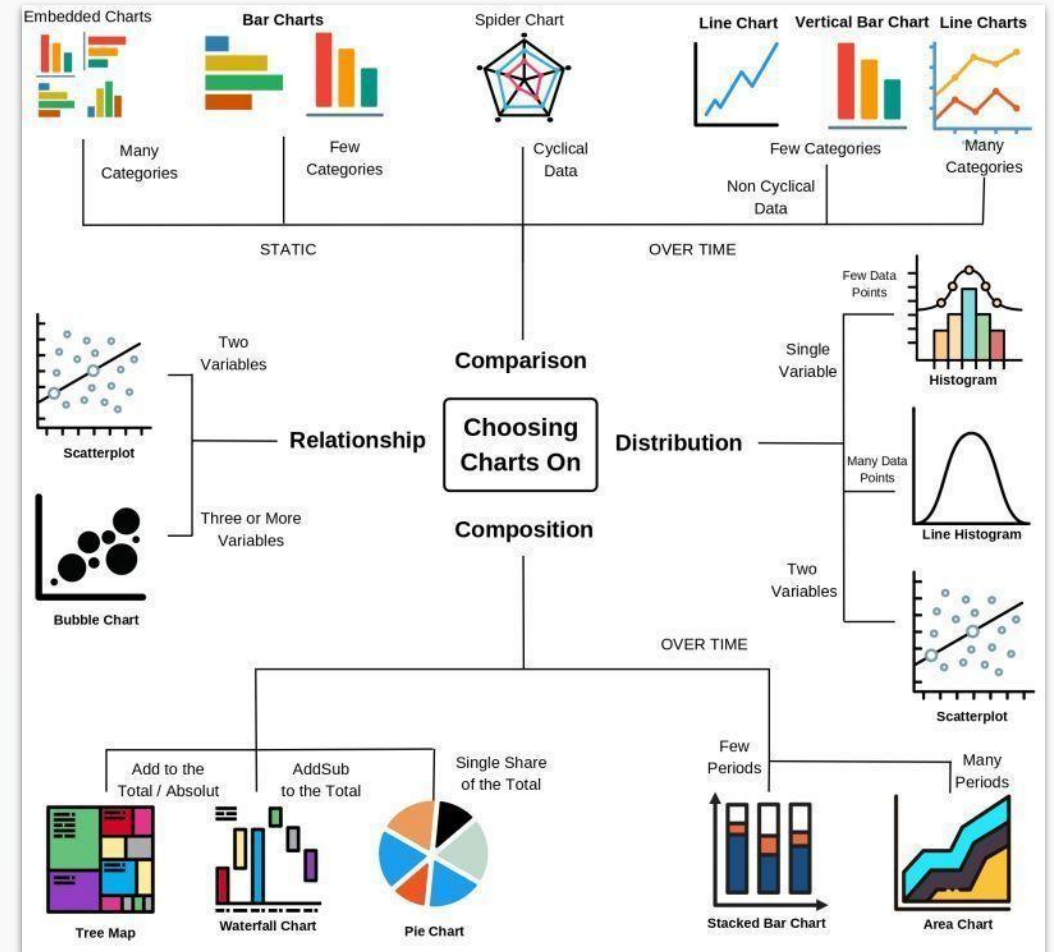 Embedded Charts
Bar Charts
Spider Chart
Line Chart
Vertical Bar Chart
Line Charts
Many
Categories
Few
Categories
Cyclical
Data
Few Categories
Many
Categories
Non Cyclical
Data
STATIC
OVER TIME
Few Data
Points
Two
Variables
Single
Variable
Comparison
Histogram
Scatterplot
Relationship
Choosing
Charts On
Distribution
Many Data
Points
Three or More
Variables
Composition
Line Histogram
Two
Variables
Bubble Chart
OVER TIME
Scatterplot
Add to the
Total / Absolut
AddSub
to the Total
Single Share
of the Total
Few
Periods
Many
Periods
Tree Map
Waterfall Chart
Pie Chart
Stacked Bar Chart
Area Chart